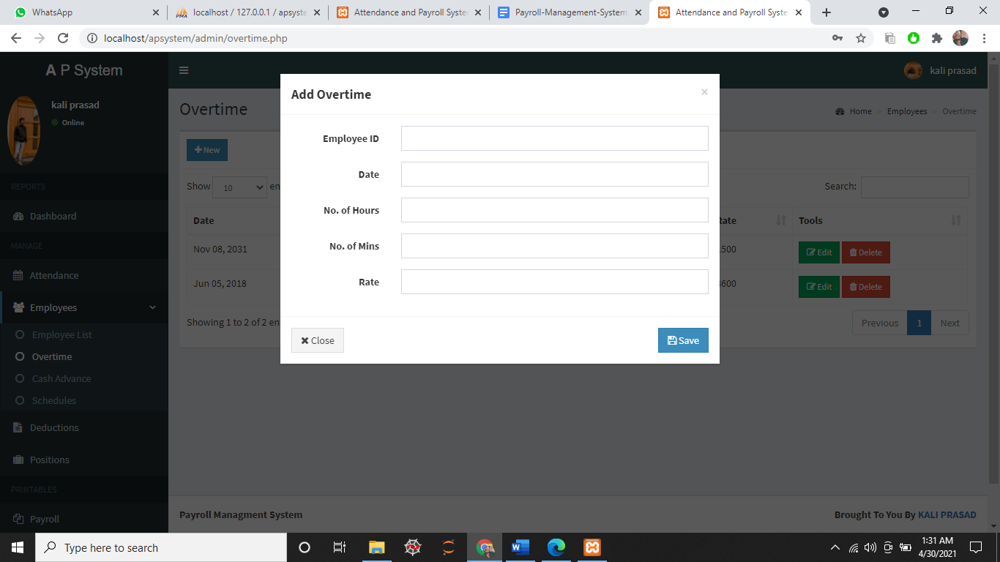 WhatsApp
localhost / 127.0.0.1 / apsyste
Attendance and Payroll Syste
Payroll-Management-System
Attendance and Payroll Syste
localhost/apsystem/admin/overtime.php
A P System
kali prasad
kali prasad
Online
Add Overtime
×
Overtime
Home > Employees > Overtime
New
Employee ID
Date
No. of Hours
No. of Mins
Rate
Close
Save
REPORTS
Dashboard
MANAGE
Attendance
Employees
Employee List
Overtime
Cash Advance
Schedules
Deductions
Positions
PRINTABLES
Payroll
Show 10 en
Search:
Date
Rate
Tools
Nov 08, 2031
500
Edit
Delete
Jun 05, 2018
600
Edit
Delete
Showing 1 to 2 of 2 en
Previous 1 Next
Payroll Managment System
Brought To You By KALI PRASAD
Type here to search
1:31 AM
4/30/2021